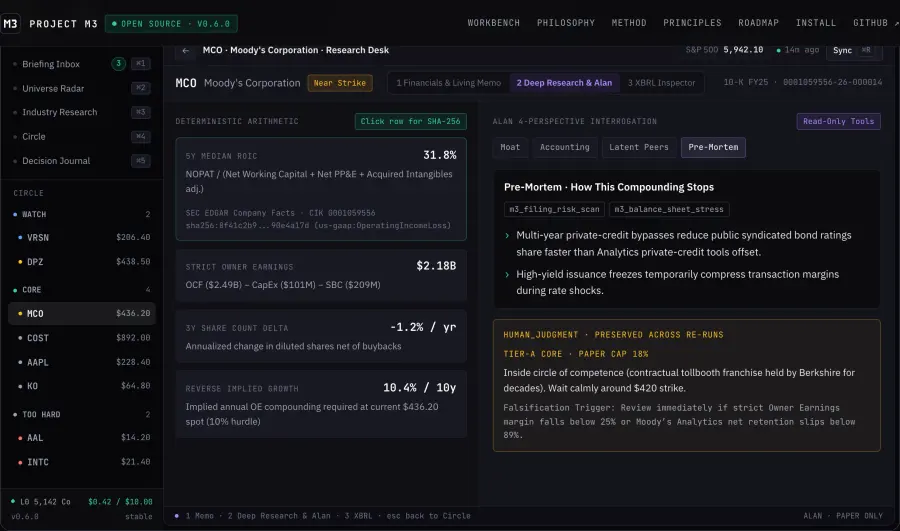 M3 PROJECT M3 OPEN SOURCE · V0.6.0 WORKBENCH PHILOSOPHY METHOD PRINCIPLES ROADMAP INSTALL GITHUB ↗
Briefing Inbox 3 ⌘1
Universe Radar ⌘2
Industry Research ⌘3
Circle ⌘4
Decision Journal ⌘5
CIRCLE
WATCH 2
VRSN $206.40
DPZ $438.50
CORE 4
MCO $436.20
COST $892.00
AAPL $228.40
KO $64.80
TOO HARD 2
AAL $14.20
INTC $21.40
L0 5,142 Co $0.42 / $10.00
v0.6.0 stable
← MCO · Moody's Corporation · Research Desk S&P 500 5,942.10 14m ago Sync ⌘R
MCO Moody's Corporation Near Strike 1 Financials & Living Memo 2 Deep Research & Alan 3 XBRL Inspector 10-K FY25 · 0001059556-26-000014
DETERMINISTIC ARITHMETIC Click row for SHA-256
5Y MEDIAN ROIC 31.8%
NOPAT / (Net Working Capital + Net PP&E + Acquired Intangibles
adj.)
SEC EDGAR Company Facts · CIK 0001059556
sha256:8f41c2b9...90e4a17d (us-gaap:OperatingIncomeLoss)
STRICT OWNER EARNINGS $2.18B
OCF ($2.49B) − CapEx ($101M) − SBC ($209M)
3Y SHARE COUNT DELTA -1.2% / yr
Annualized change in diluted shares net of buybacks
REVERSE IMPLIED GROWTH 10.4% / 10y
Implied annual OE compounding required at current $436.20
spot (10% hurdle)
ALAN 4-PERSPECTIVE INTERROGATION Read-Only Tools
Moat Accounting Latent Peers Pre-Mortem
Pre-Mortem · How This Compounding Stops
m3_filing_risk_scan m3_balance_sheet_stress
› Multi-year private-credit bypasses reduce public syndicated bond ratings
share faster than Analytics private-credit tools offset.
› High-yield issuance freezes temporarily compress transaction margins
during rate shocks.
HUMAN_JUDGMENT · PRESERVED ACROSS RE-RUNS
TIER-A CORE · PAPER CAP 18%
Inside circle of competence (contractual tollbooth franchise held by Berkshire for
decades). Wait calmly around $420 strike.
Falsification Trigger: Review immediately if strict Owner Earnings
margin falls below 25% or Moody's Analytics net retention slips below
89%.
1 Memo · 2 Deep Research & Alan · 3 XBRL · esc back to Circle ALAN · PAPER ONLY